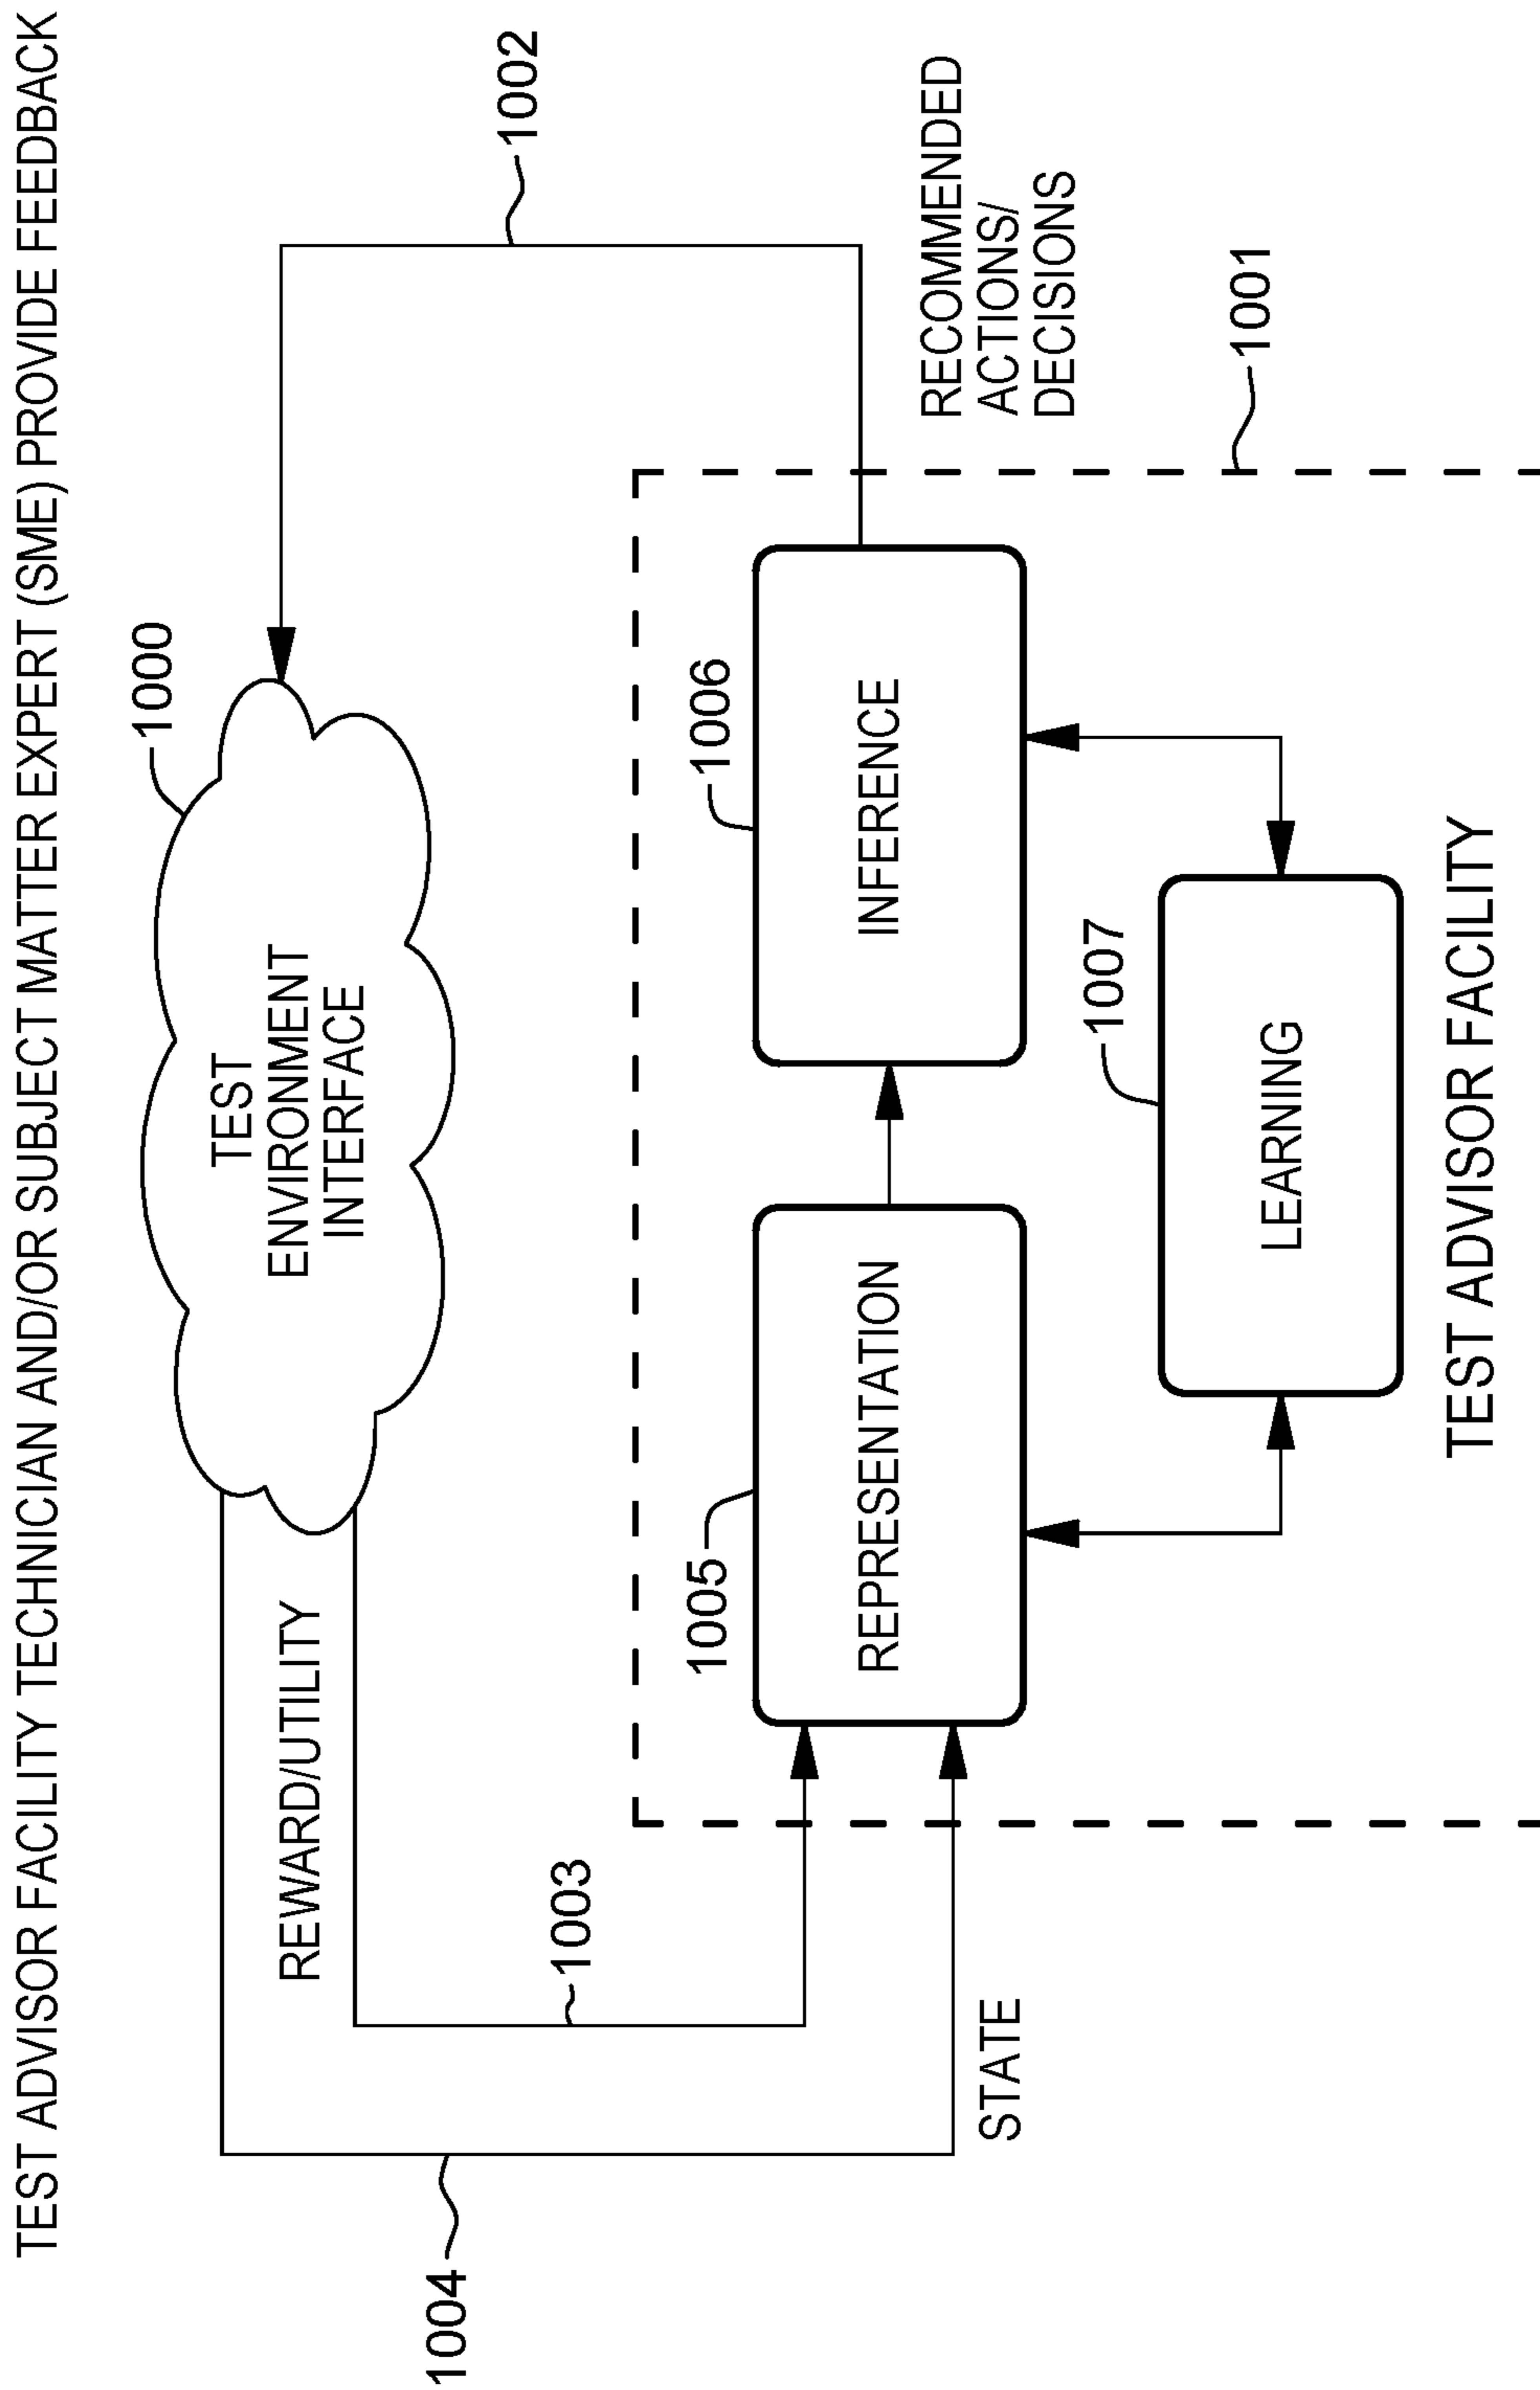 TEST ADVISOR FACILITY TECHNICIAN AND/OR SUBJECT MATTER EXPERT (SME) PROVIDE FEEDBACK
1000
TEST
ENVIRONMENT
INTERFACE
REWARD/UTILITY
1004
1002
1003
1005
1006
REPRESENTATION
INFERENCE
RECOMMENDED
ACTIONS/
DECISIONS
STATE
1007
1001
LEARNING
TEST ADVISOR FACILITY